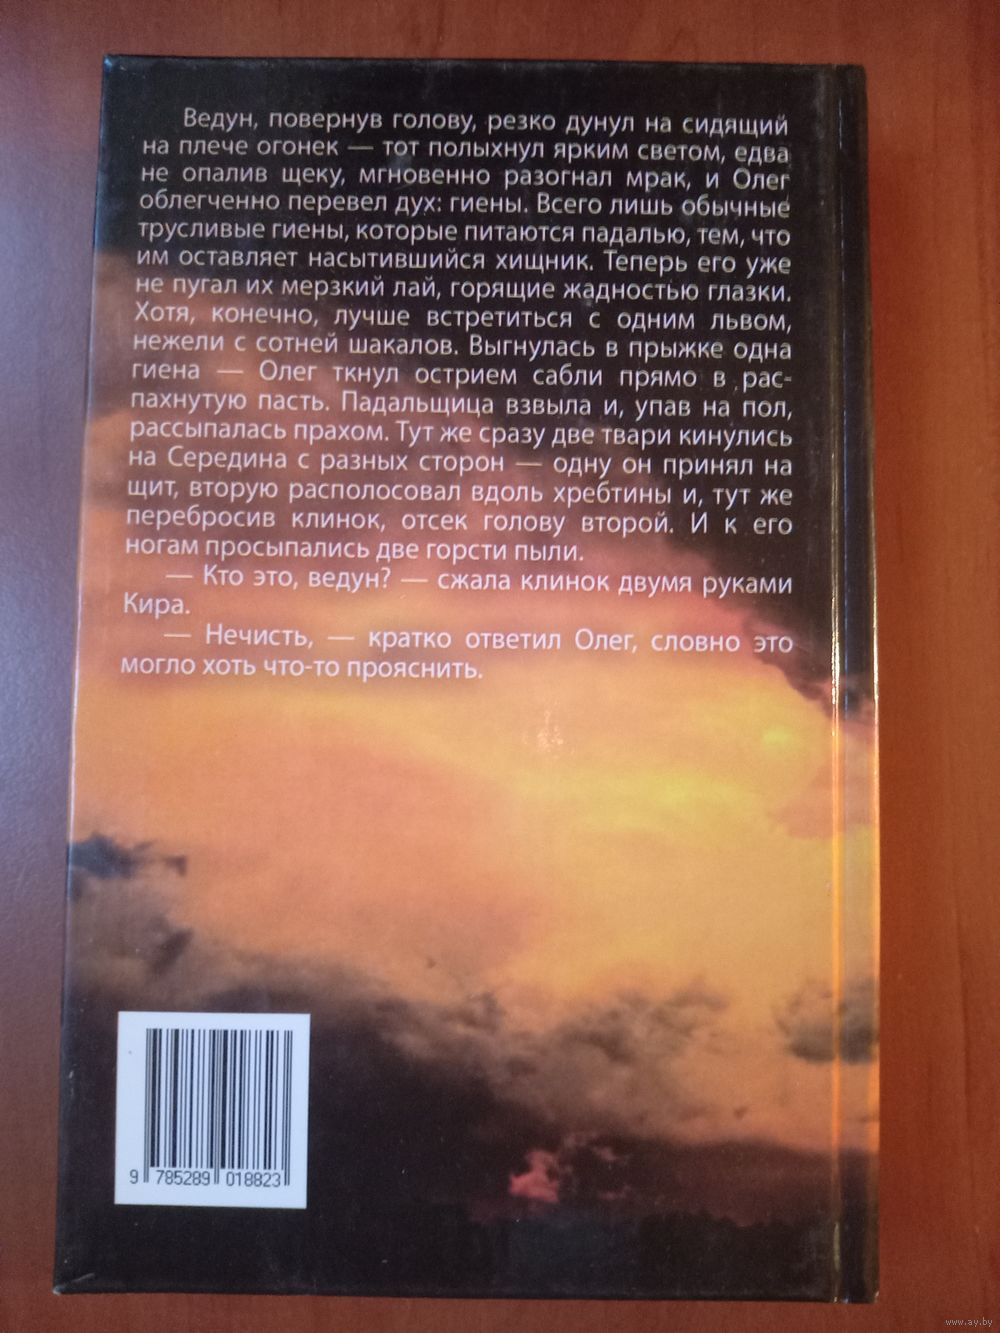 Ведун, повернув голову, резко дунул на сидящий
на плече огонек — тот полыхнул ярким светом, едва
не опалив щеку, мгновенно разогнал мрак, и Олег
облегченно перевел дух: гиены. Всего лишь обычные
трусливые гиены, которые питаются падалью, тем, что
им оставляет насытившийся хищник. Теперь его уже
не пугал их мерзкий лай, горящие жадностью глазки.
Хотя, конечно, лучше встретиться с одним львом,
нежели с сотней шакалов. Выгнулась в прыжке одна
гиена — Олег ткнул острием сабли прямо в рас-
пахнутую пасть. Падальщица взвыла и, упав на пол,
рассыпалась прахом. Тут же сразу две твари кинулись
на Середина с разных сторон — одну он принял на
щит, вторую располосовал вдоль хребтины и, тут же
перебросив клинок, отсек голову второй. И к его
ногам просыпались две горсти пыли.
— Кто это, ведун? — сжала клинок двумя руками
Кира.
— Нечисть, — кратко ответил Олег, словно это
могло хоть что-то прояснить.
9 785289 018823
www.ay.by